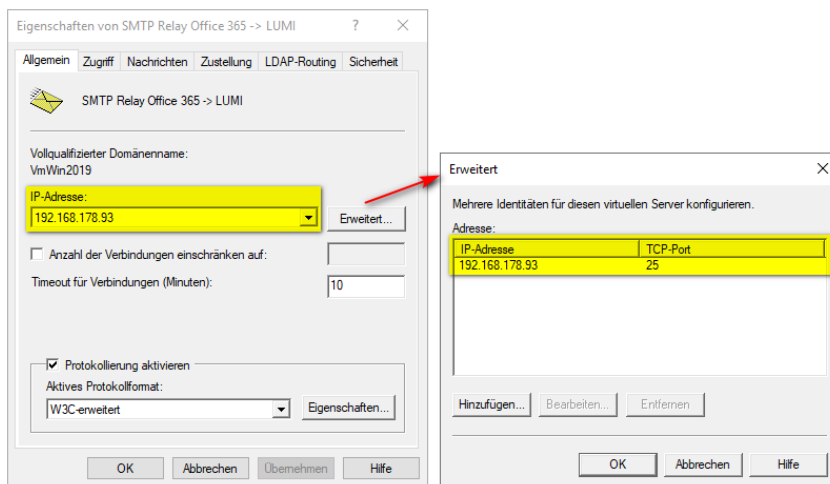 Eigenschaften von SMTP Relay Office 365 -> LUMI ?
Allgemein Zugriff Nachrichten Zustellung LDAP-Routing Sicherheit
SMTP Relay Office 365 -> LUMI
Vollqualifizierter Domänenname:
VmWin2019
IP-Adresse:
192.168.178.93 Erweitert...
Anzahl der Verbindungen einschränken auf:
Timeout für Verbindungen (Minuten): 10
Protokollierung aktivieren
Aktives Protokollformat:
W3C-erweitert Eigenschaften...
OK Abbrechen Übernehmen Hilfe
Erweitert
Mehrere Identitäten für diesen virtuellen Server konfigurieren.
Adresse:
IP-Adresse TCP-Port
192.168.178.93 25
Hinzufügen... Bearbeiten... Entfernen
OK Abbrechen Hilfe